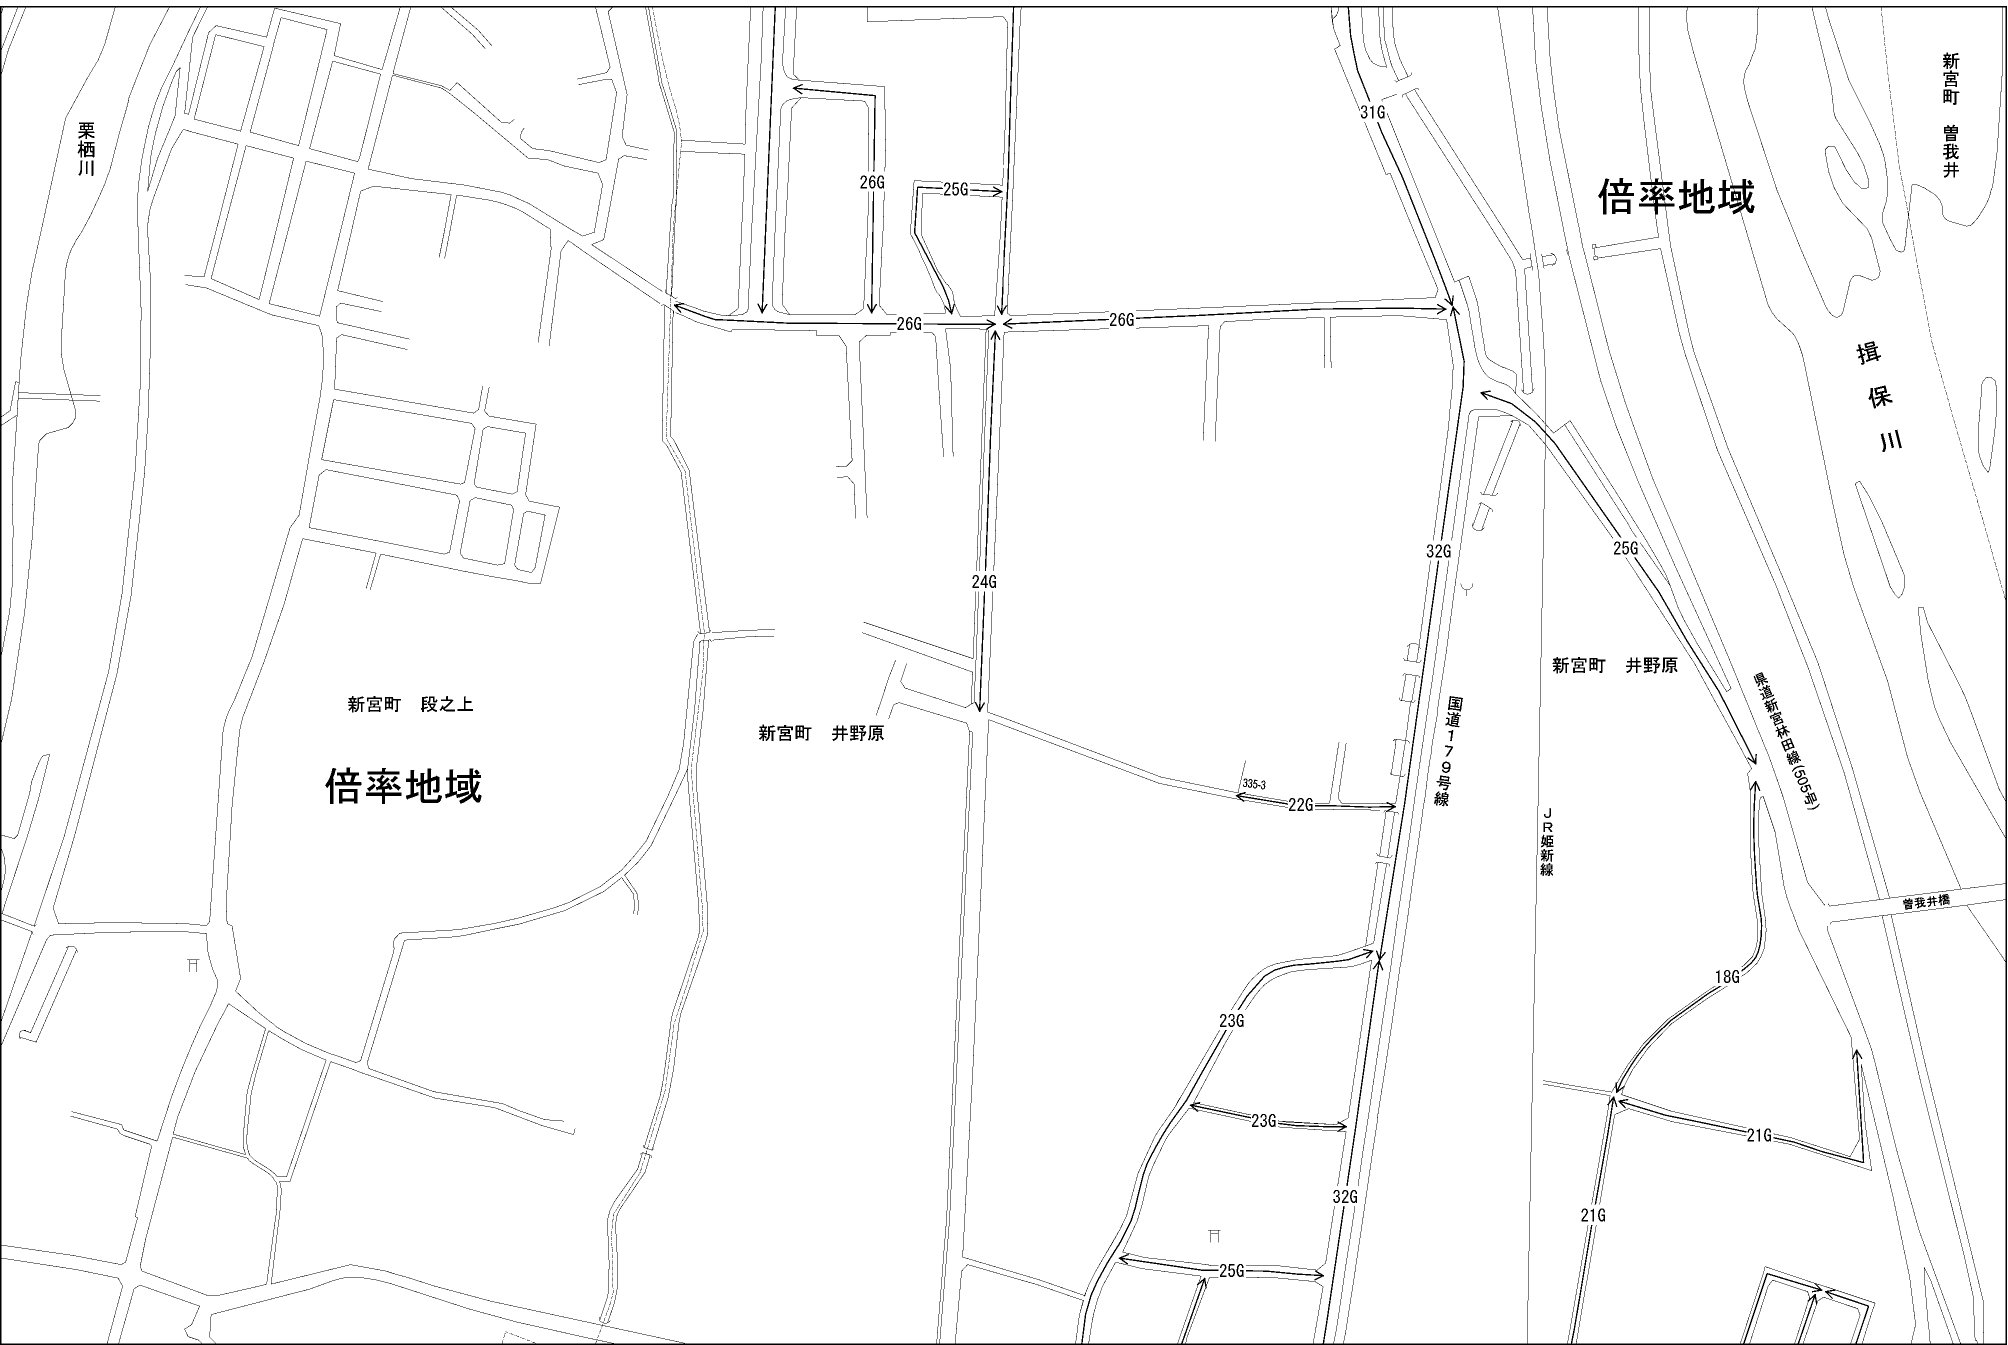 新宮町　曽我井
31G
栗栖川
26G
25G
倍率地域
26G
26G
揖保川
32G
25G
24G
新宮町　井野原
新宮町　段之上
国道179号線
県道新宮林田線(505号)
新宮町　井野原
倍率地域
335-3
22G
JR姫新線
曽我井橋
18G
23G
23G
21G
32G
21G
25G